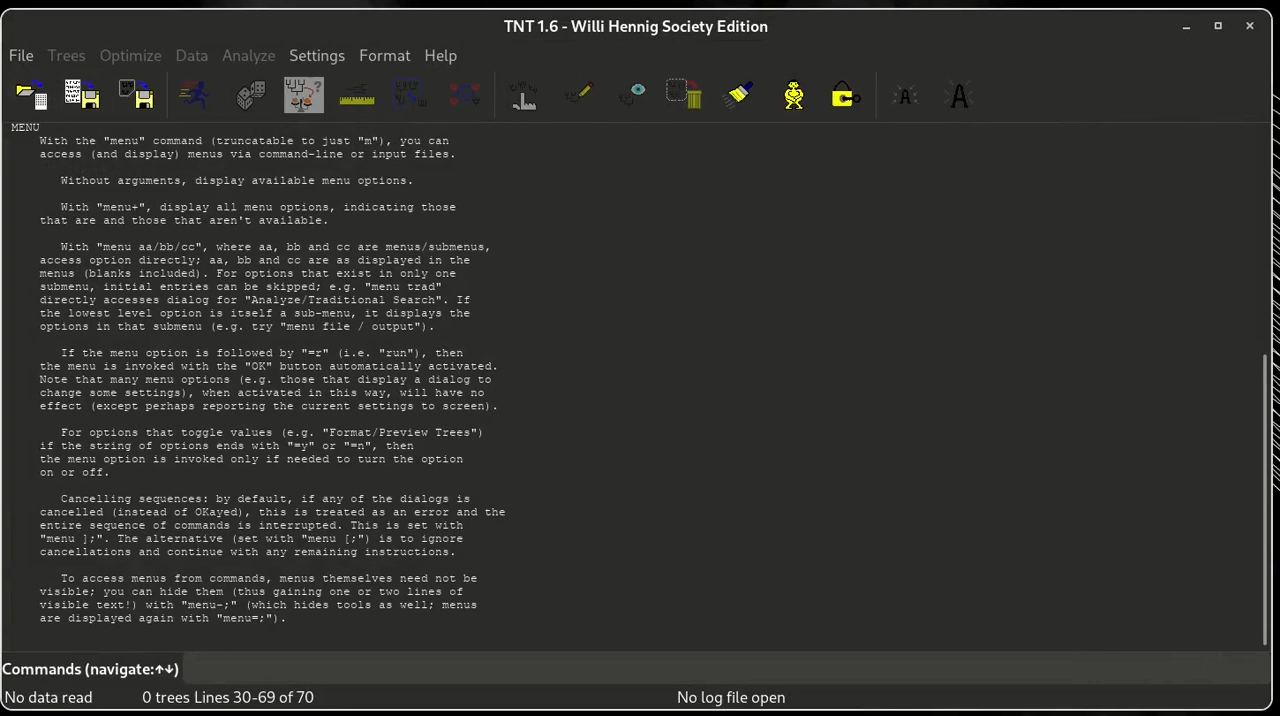 TNT 1.6 - Willi Hennig Society Edition
File Trees Optimize Data Analyze Settings Format Help
MENU
With the "menu" command (truncatable to just "m"), you can
access (and display) menus via command-line or input files.
Without arguments, display available menu options.
With "menu+", display all menu options, indicating those
that are and those that aren't available.
With "menu aa/bb/cc", where aa, bb and cc are menus/submenus,
access option directly; aa, bb and cc are as displayed in the
menus (blanks included). For options that exist in only one
submenu, initial entries can be skipped; e.g. "menu trad"
directly accesses dialog for "Analyze/Traditional Search". If
the lowest level option is itself a sub-menu, it displays the
options in that submenu (e.g. try "menu file / output").
If the menu option is followed by "=r" (i.e. "run"), then
the menu is invoked with the "OK" button automatically activated.
Note that many menu options (e.g. those that display a dialog to
change some settings), when activated in this way, will have no
effect (except perhaps reporting the current settings to screen).
For options that toggle values (e.g. "Format/Preview Trees")
if the string of options ends with "=y" or "=n", then
the menu option is invoked only if needed to turn the option
on or off.
Cancelling sequences: by default, if any of the dialogs is
cancelled (instead of OKayed), this is treated as an error and the
entire sequence of commands is interrupted. This is set with
"menu ];". The alternative (set with "menu [;") is to ignore
cancellations and continue with any remaining instructions.
To access menus from commands, menus themselves need not be
visible; you can hide them (thus gaining one or two lines of
visible text!) with "menu-;" (which hides tools as well; menus
are displayed again with "menu=;").
Commands (navigate:↑↓)
No data read 0 trees Lines 30-69 of 70 No log file open